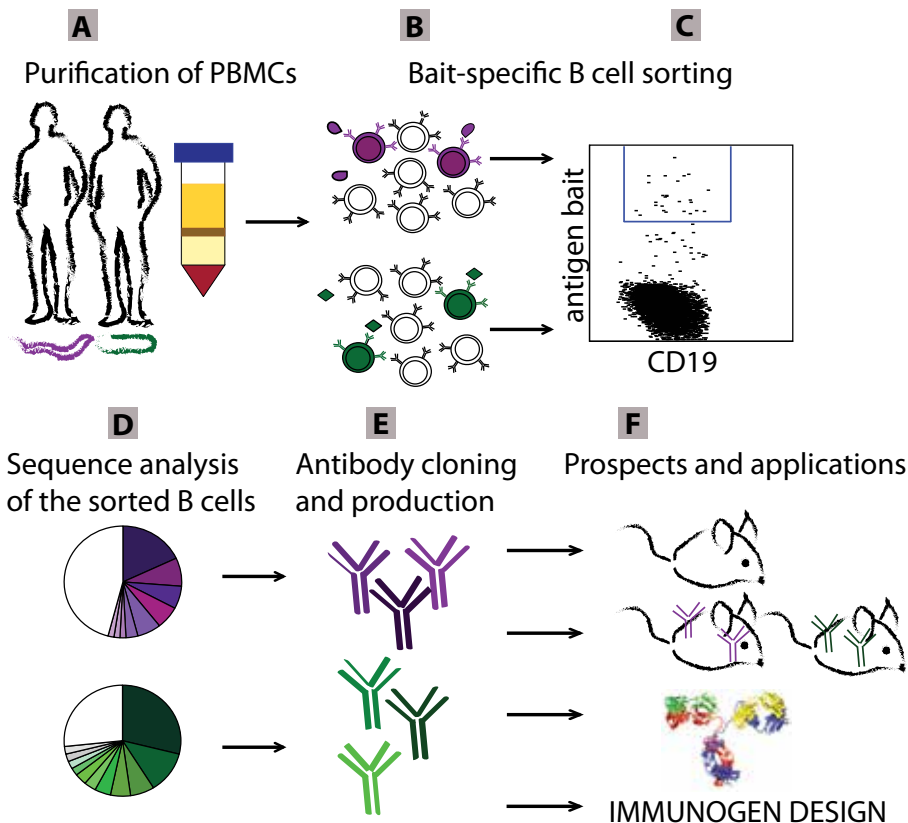 A
B
C
Purification of PBMCs
Bait-specific B cell sorting
antigen bait
CD19
D
E
F
Sequence analysis
of the sorted B cells
Antibody cloning
and production
Prospects and applications
IMMUNOGEN DESIGN